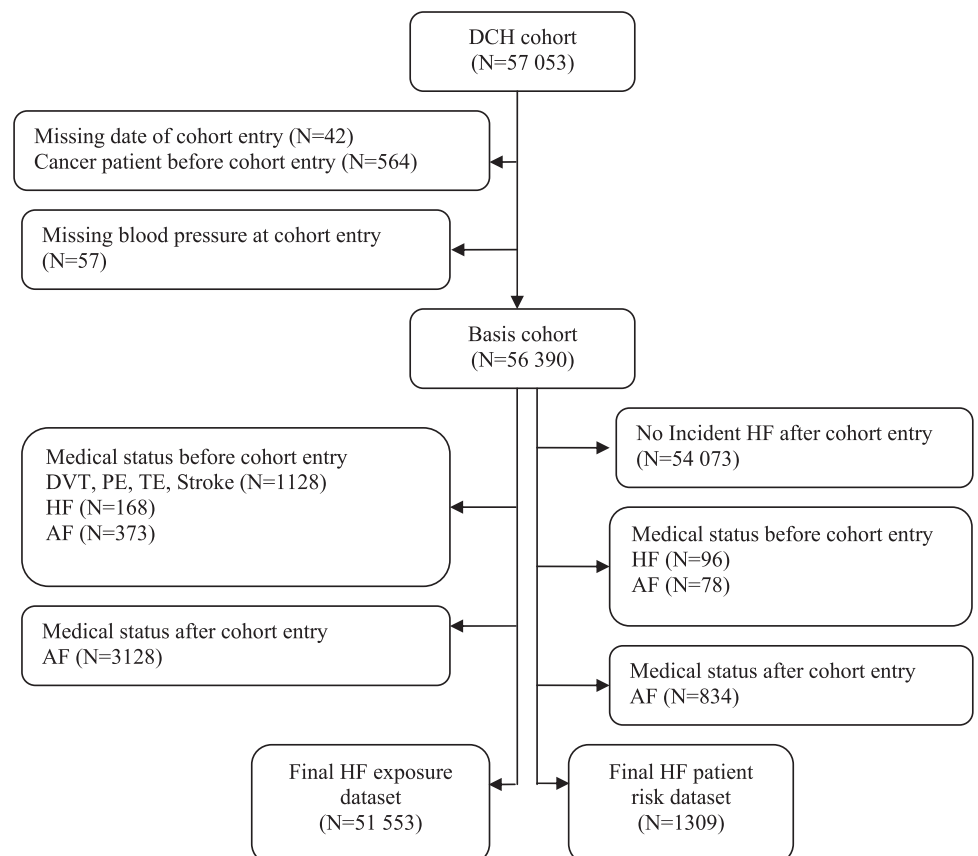 DCH cohort
(N=57 053)
Missing date of cohort entry (N=42)
Cancer patient before cohort entry (N=564)
Missing blood pressure at cohort entry
(N=57)
Basis cohort
(N=56 390)
Medical status before cohort entry
DVT, PE, TE, Stroke (N=1128)
HF (N=168)
AF (N=373)
Medical status after cohort entry
AF (N=3128)
No Incident HF after cohort entry
(N=54 073)
Medical status before cohort entry
HF (N=96)
AF (N=78)
Medical status after cohort entry
AF (N=834)
Final HF exposure
dataset
(N=51 553)
Final HF patient
risk dataset
(N=1309)